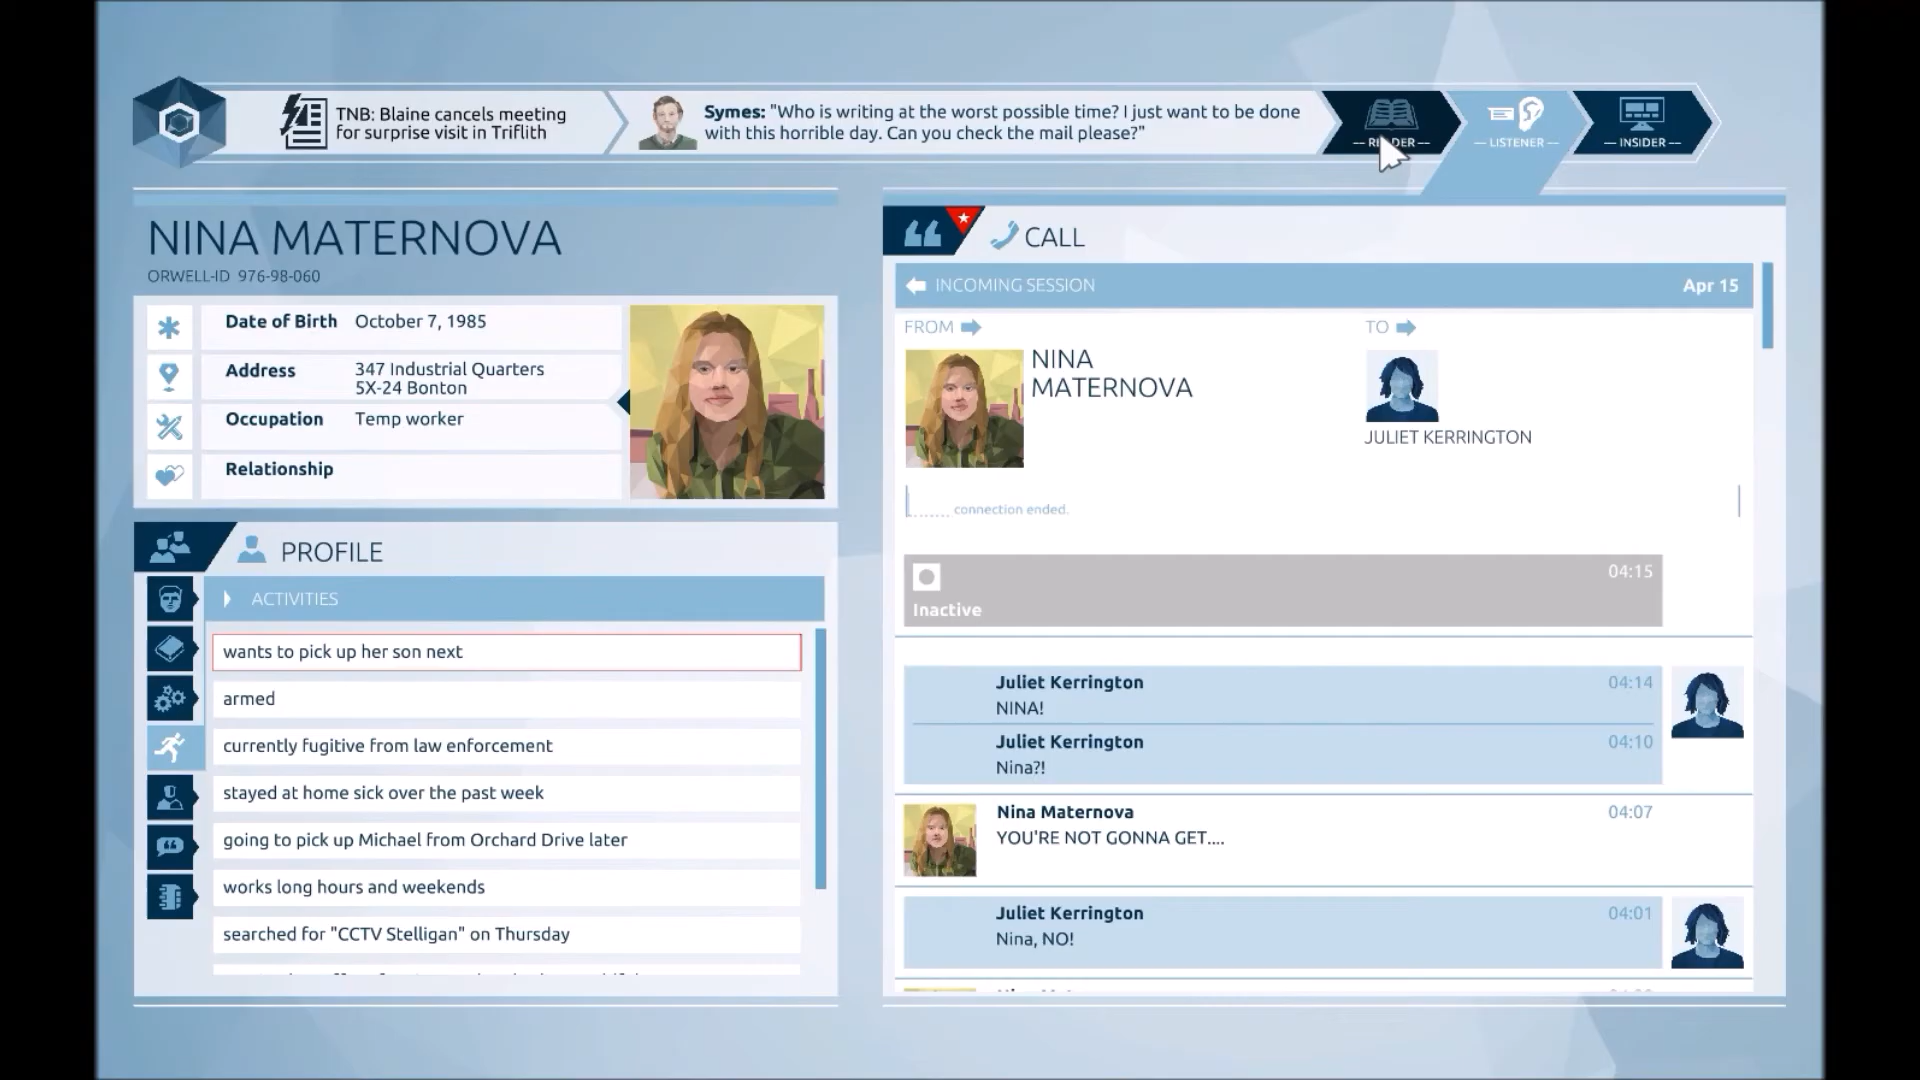 TNB: Blaine cancels meeting
for surprise visit in Triflith
Symes: "Who is writing at the worst possible time? I just want to be done
with this horrible day. Can you check the mail please?"
LISTENER
INSIDER
NINA MATERNOVA
ORWELL-ID 976-98-060
Date of Birth October 7, 1985
Address 347 Industrial Quarters
5X-24 Bonton
Occupation Temp worker
Relationship
PROFILE
ACTIVITIES
wants to pick up her son next
armed
currently fugitive from law enforcement
stayed at home sick over the past week
going to pick up Michael from Orchard Drive later
works long hours and weekends
searched for "CCTV Stelligan" on Thursday
CALL
INCOMING SESSION Apr 15
FROM TO
NINA
MATERNOVA
JULIET KERRINGTON
........ connection ended.
04:15
Inactive
Juliet Kerrington 04:14
NINA!
Juliet Kerrington 04:10
Nina?!
Nina Maternova 04:07
YOU'RE NOT GONNA GET....
Juliet Kerrington 04:01
Nina, NO!